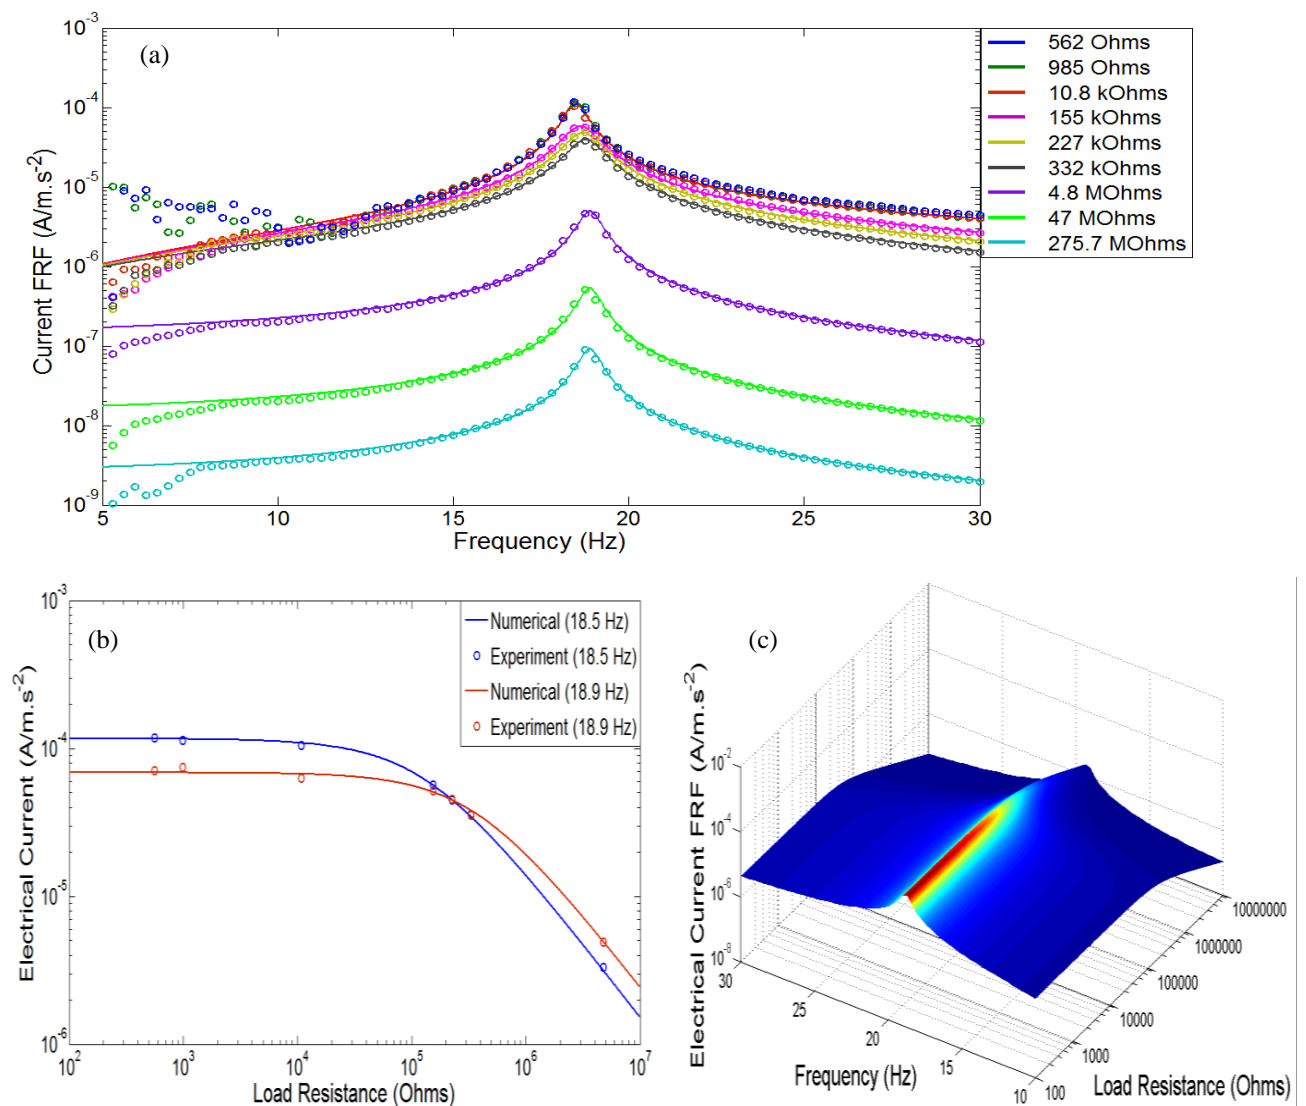 (a)
10^-3
10^-4
10^-5
10^-6
10^-7
10^-8
10^-9
Current FRF (A/m.s^-2)
5 10 15 20 25 30
Frequency (Hz)
562 Ohms
985 Ohms
10.8 kOhms
155 kOhms
227 kOhms
332 kOhms
4.8 MOhms
47 MOhms
275.7 MOhms
(b)
10^-3
10^-4
10^-5
10^-6
Electrical Current (A/m.s^-2)
10^2 10^3 10^4 10^5 10^6 10^7
Load Resistance (Ohms)
Numerical (18.5 Hz)
Experiment (18.5 Hz)
Numerical (18.9 Hz)
Experiment (18.9 Hz)
(c)
Electrical Current FRF (A/m.s^-2)
10^-2
10^-4
10^-6
10^-8
30
25
20
15
10
Frequency (Hz)
100
1000
10000
100000
1000000
10000000
Load Resistance (Ohms)